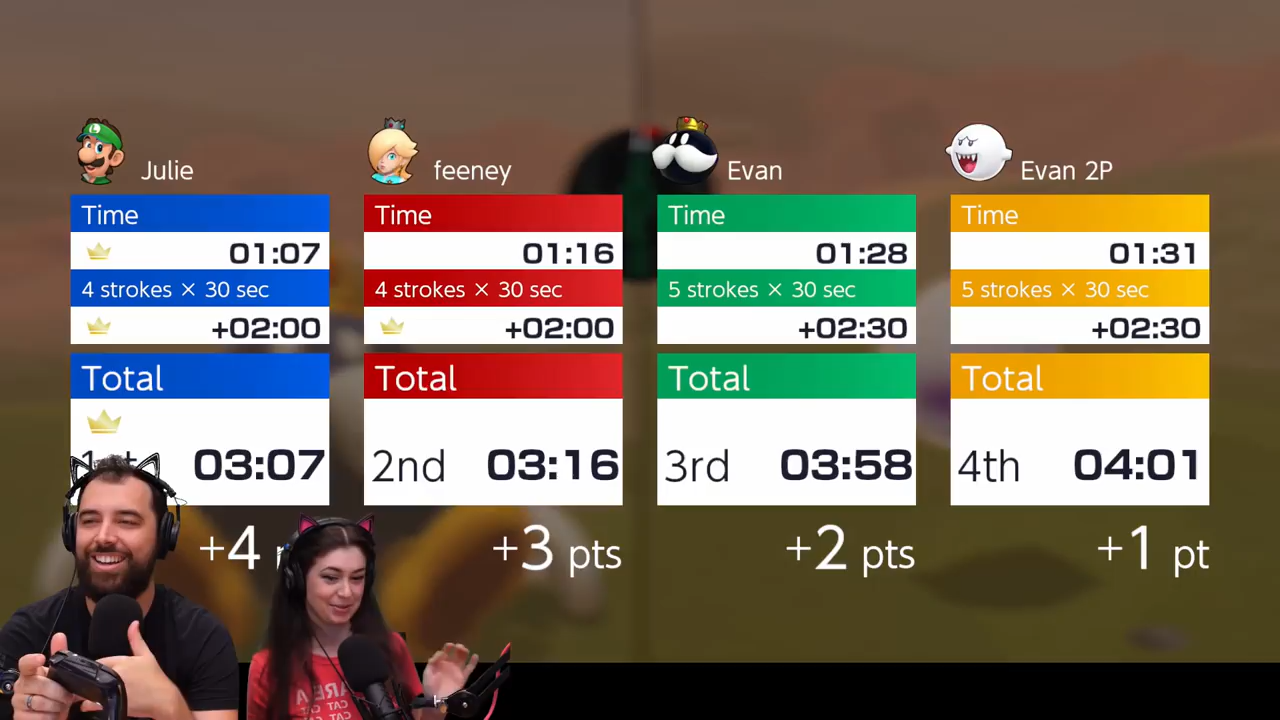 Julie
Time
01:07
4 strokes × 30 sec
+02:00
Total
03:07
+4
feeney
Time
01:16
4 strokes × 30 sec
+02:00
Total
2nd 03:16
+3 pts
Evan
Time
01:28
5 strokes × 30 sec
+02:30
Total
3rd 03:58
+2 pts
Evan 2P
Time
01:31
5 strokes × 30 sec
+02:30
Total
4th 04:01
+1 pt
CAT CAT